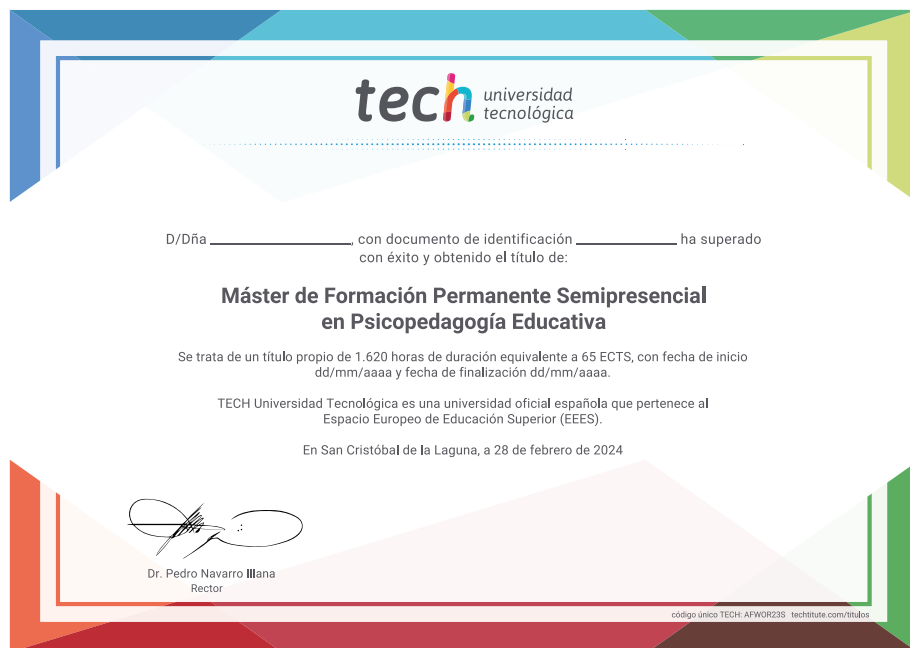 tech universidad
tecnológica
D/Dña ____________________, con documento de identificación ______________ ha superado
con éxito y obtenido el título de:
Máster de Formación Permanente Semipresencial
en Psicopedagogía Educativa
Se trata de un título propio de 1.620 horas de duración equivalente a 65 ECTS, con fecha de inicio
dd/mm/aaaa y fecha de finalización dd/mm/aaaa.
TECH Universidad Tecnológica es una universidad oficial española que pertenece al
Espacio Europeo de Educación Superior (EEES).
En San Cristóbal de la Laguna, a 28 de febrero de 2024
Dr. Pedro Navarro Illana
Rector
código único TECH: AFWOR23S techtitute.com/titulos